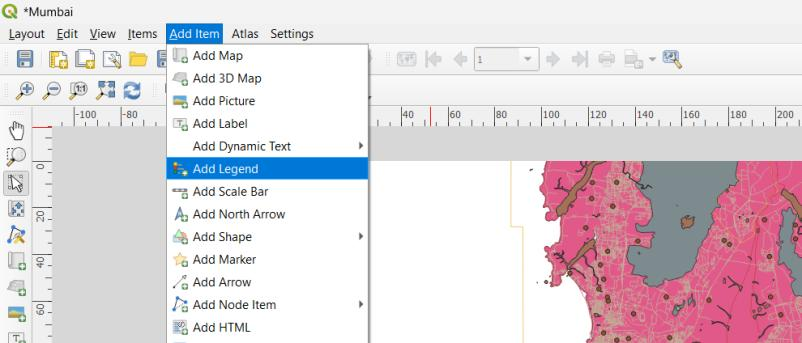 *Mumbai
Layout Edit View Items Add Item Atlas Settings
Add Map
1
Add 3D Map
1:1
Add Picture
-100 -80 40 60 80 100 120 140 160 180 200
Add Label
Add Dynamic Text
Add Legend
0
Add Scale Bar
Add North Arrow
20
Add Shape
Add Marker
40
Add Arrow
Add Node Item
60
Add HTML